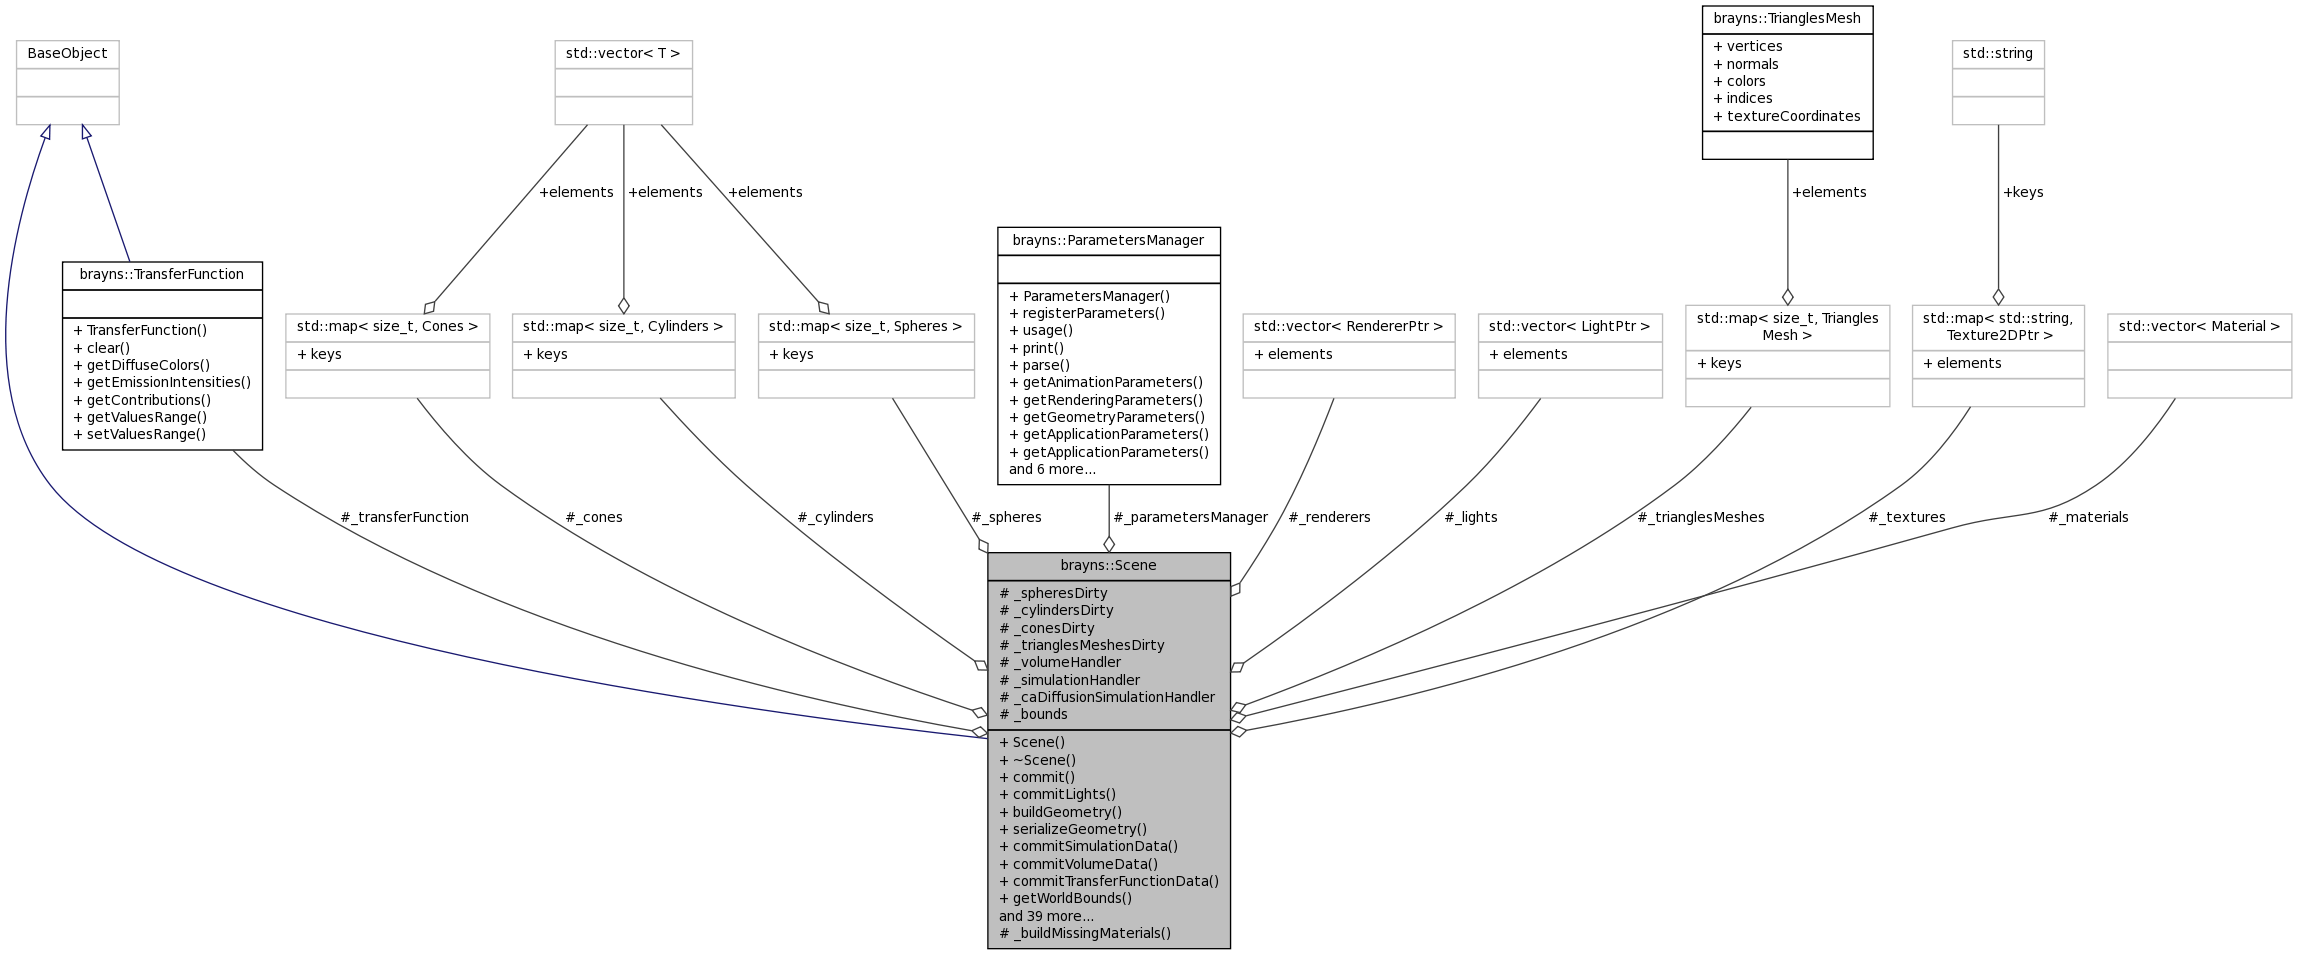 BaseObject
std::vector< T >
brayns::TrianglesMesh
+ vertices
+ normals
+ colors
+ indices
+ textureCoordinates
std::string
+elements
+elements
+elements
+elements
+keys
brayns::TransferFunction
+ TransferFunction()
+ clear()
+ getDiffuseColors()
+ getEmissionIntensities()
+ getContributions()
+ getValuesRange()
+ setValuesRange()
std::map< size_t, Cones >
+ keys
std::map< size_t, Cylinders >
+ keys
std::map< size_t, Spheres >
+ keys
brayns::ParametersManager
+ ParametersManager()
+ registerParameters()
+ usage()
+ print()
+ parse()
+ getAnimationParameters()
+ getRenderingParameters()
+ getGeometryParameters()
+ getApplicationParameters()
+ getApplicationParameters()
and 6 more...
std::vector< RendererPtr >
+ elements
std::vector< LightPtr >
+ elements
std::map< size_t, Triangles
Mesh >
+ keys
std::map< std::string,
Texture2DPtr >
+ elements
std::vector< Material >
#_transferFunction
#_cones
#_cylinders
#_spheres
#_parametersManager
#_renderers
#_lights
#_trianglesMeshes
#_textures
#_materials
brayns::Scene
# _spheresDirty
# _cylindersDirty
# _conesDirty
# _trianglesMeshesDirty
# _volumeHandler
# _simulationHandler
# _caDiffusionSimulationHandler
# _bounds
+ Scene()
+ ~Scene()
+ commit()
+ commitLights()
+ buildGeometry()
+ serializeGeometry()
+ commitSimulationData()
+ commitVolumeData()
+ commitTransferFunctionData()
+ getWorldBounds()
and 39 more...
# _buildMissingMaterials()